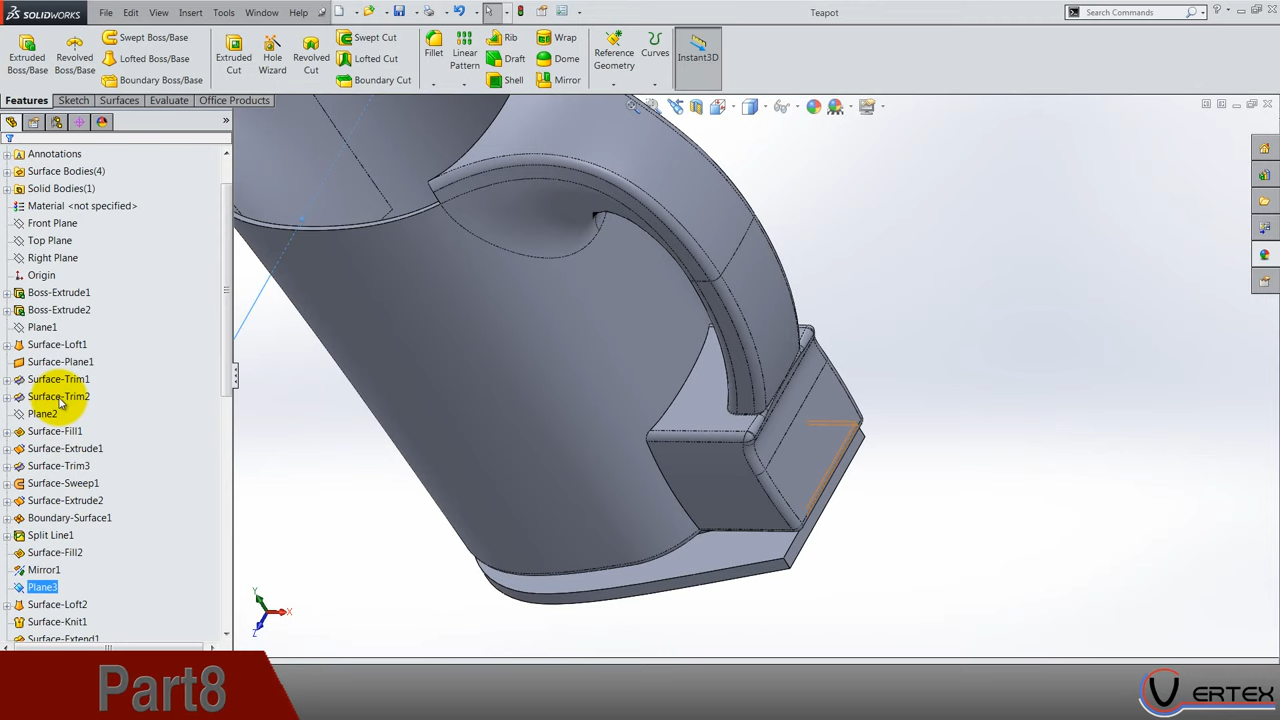 SOLIDWORKS File Edit View Insert Tools Window Help Teapot Search Commands
Extruded Boss/Base Revolved Boss/Base Swept Boss/Base Lofted Boss/Base Boundary Boss/Base Extruded Cut Hole Wizard Revolved Cut Swept Cut Lofted Cut Boundary Cut Fillet Linear Pattern Rib Draft Shell Wrap Dome Mirror Reference Geometry Curves Instant3D
Features Sketch Surfaces Evaluate Office Products
Annotations
Surface Bodies(4)
Solid Bodies(1)
Material <not specified>
Front Plane
Top Plane
Right Plane
Origin
Boss-Extrude1
Boss-Extrude2
Plane1
Surface-Loft1
Surface-Plane1
Surface-Trim1
Surface-Trim2
Plane2
Surface-Fill1
Surface-Extrude1
Surface-Trim3
Surface-Sweep1
Surface-Extrude2
Boundary-Surface1
Split Line1
Surface-Fill2
Mirror1
Plane3
Surface-Loft2
Surface-Knit1
Surface-Extend1
Y
X
Z
Part8
VERTEX